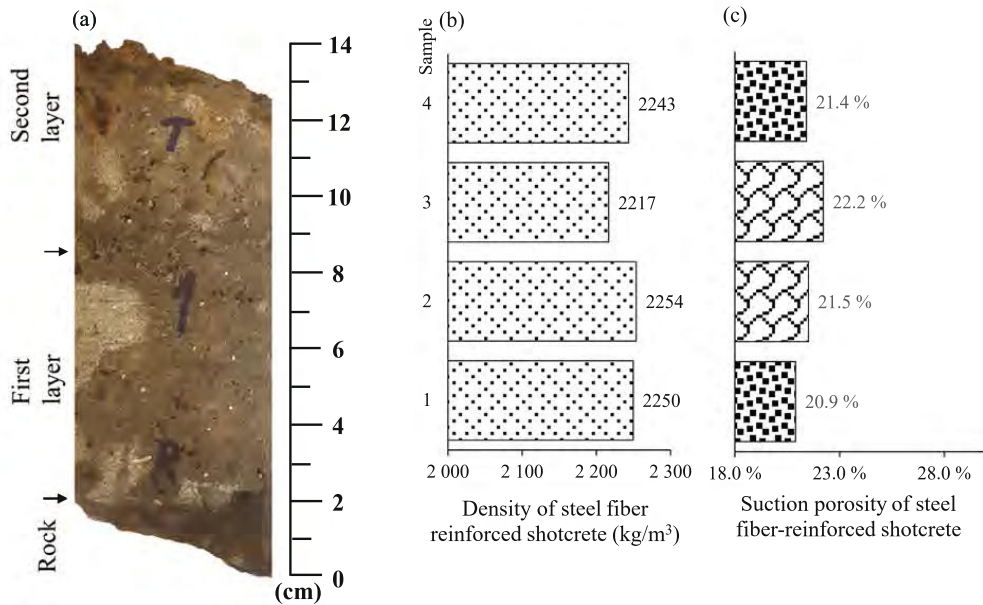 (a)
Second
layer
First
layer
Rock
14
12
10
8
6
4
2
0
(cm)
T
1
R
(b)
Sample
4
3
2
1
2243
2217
2254
2250
2 000
2 100
2 200
2 300
Density of steel fiber
reinforced shotcrete (kg/m³)
(c)
21.4 %
22.2 %
21.5 %
20.9 %
18.0 %
23.0 %
28.0 %
Suction porosity of steel
fiber-reinforced shotcrete